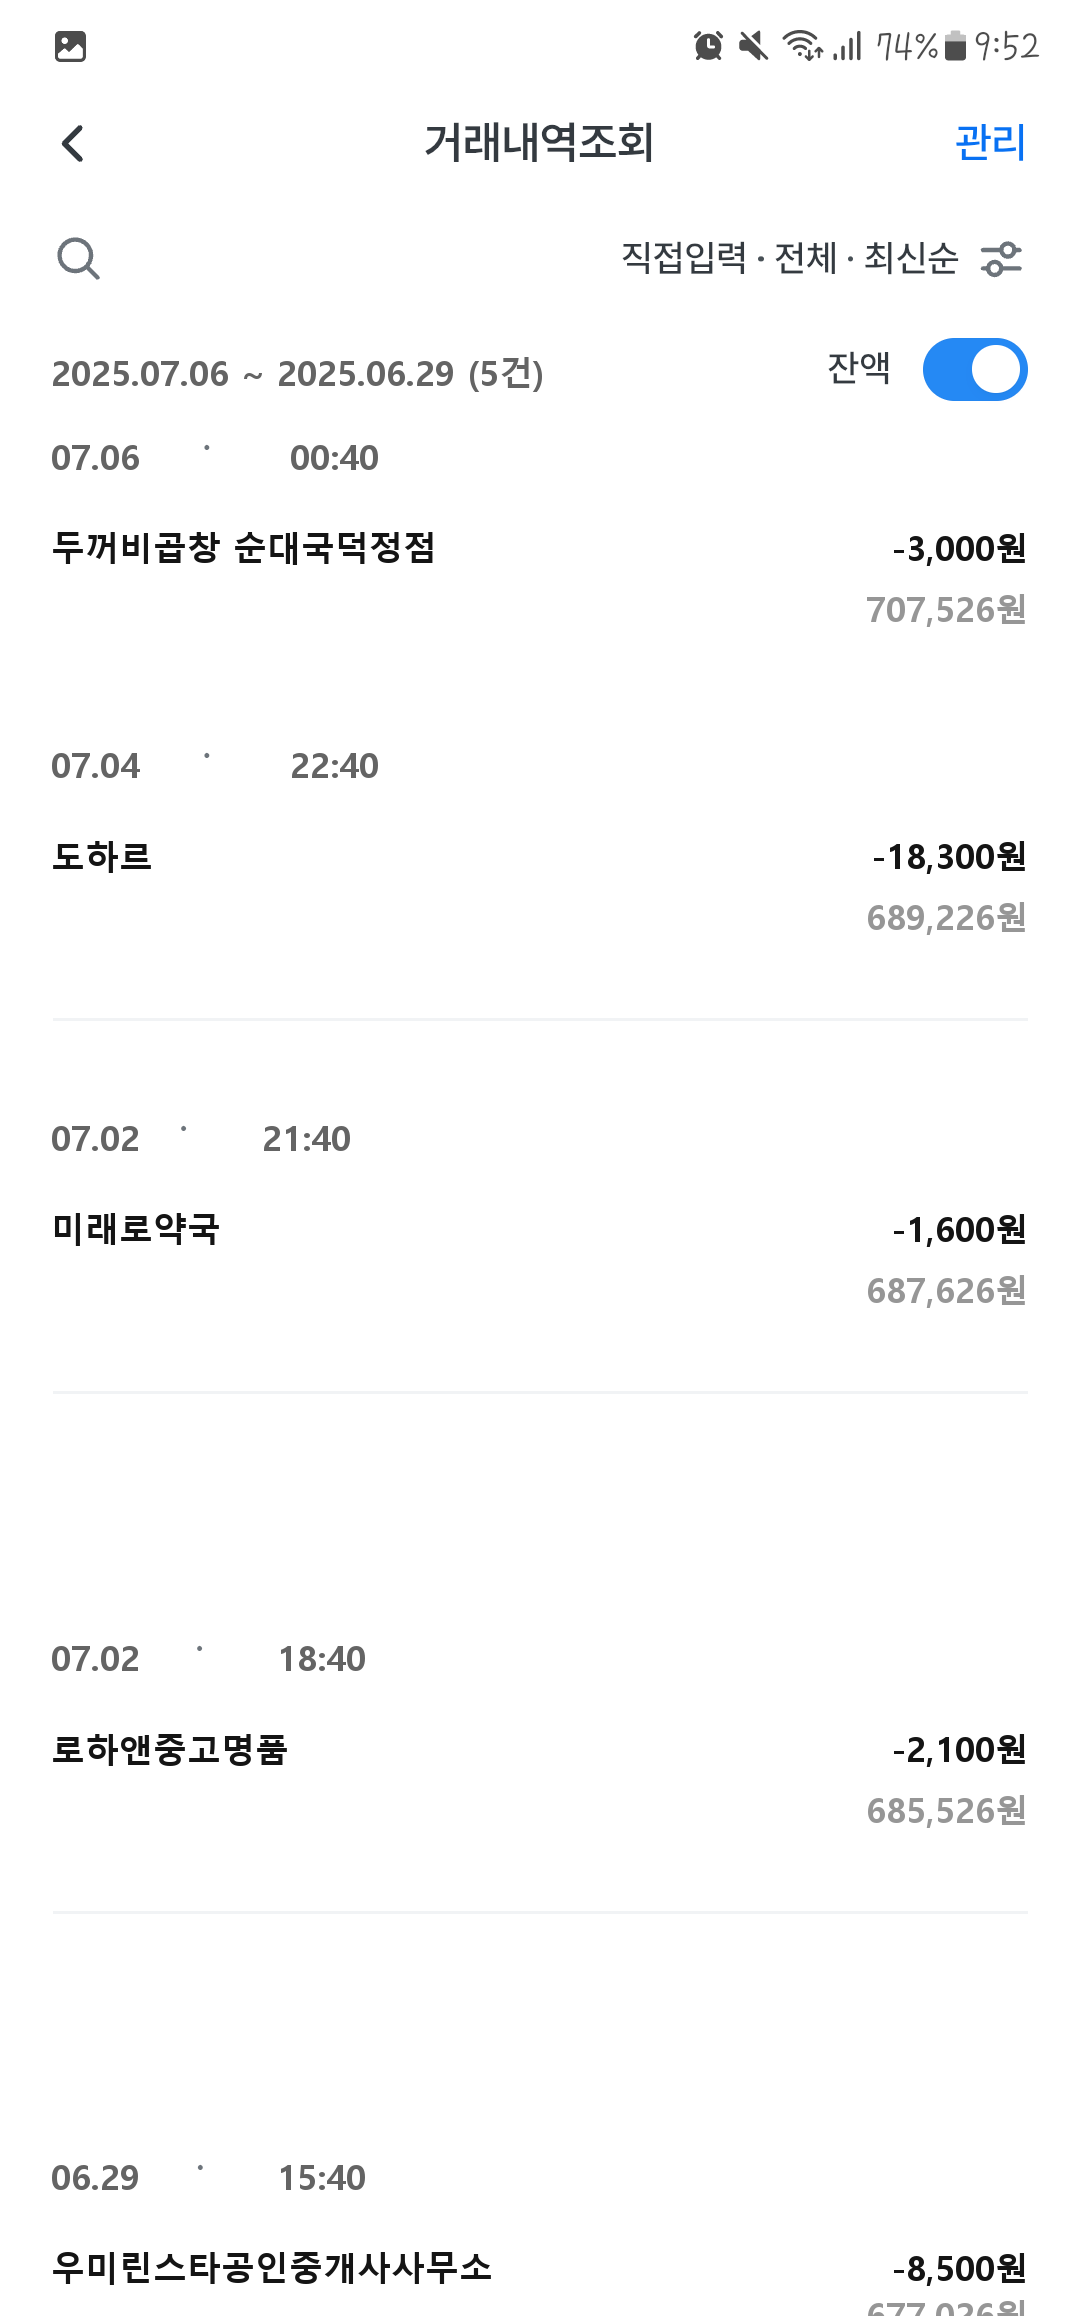 74% 9:52
거래내역조회 관리
직접입력 · 전체 · 최신순
2025.07.06 ~ 2025.06.29 (5건) 잔액
07.06 · 00:40
두꺼비곱창 순대국덕정점 -3,000원
707,526원
07.04 · 22:40
도하르 -18,300원
689,226원
07.02 · 21:40
미래로약국 -1,600원
687,626원
07.02 · 18:40
로하앤중고명품 -2,100원
685,526원
06.29 · 15:40
우미린스타공인중개사사무소 -8,500원
677,026원